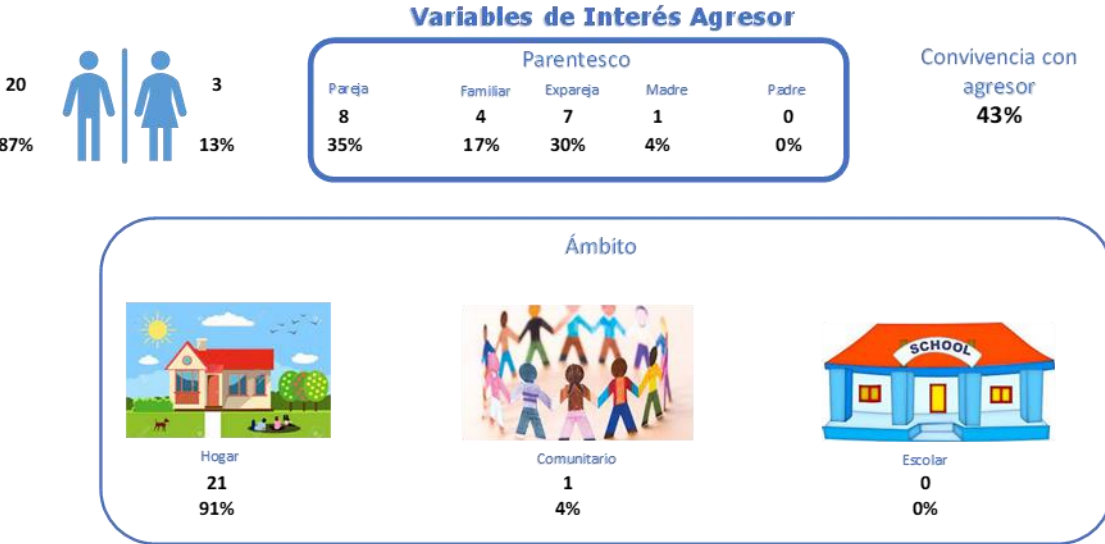 Variables de Interés Agresor
20
87%
3
13%
Parentesco
Pareja Familiar Expareja Madre Padre
8 4 7 1 0
35% 17% 30% 4% 0%
Convivencia con
agresor
43%
Ámbito
SCHOOL
Hogar Comunitario Escolar
21 1 0
91% 4% 0%